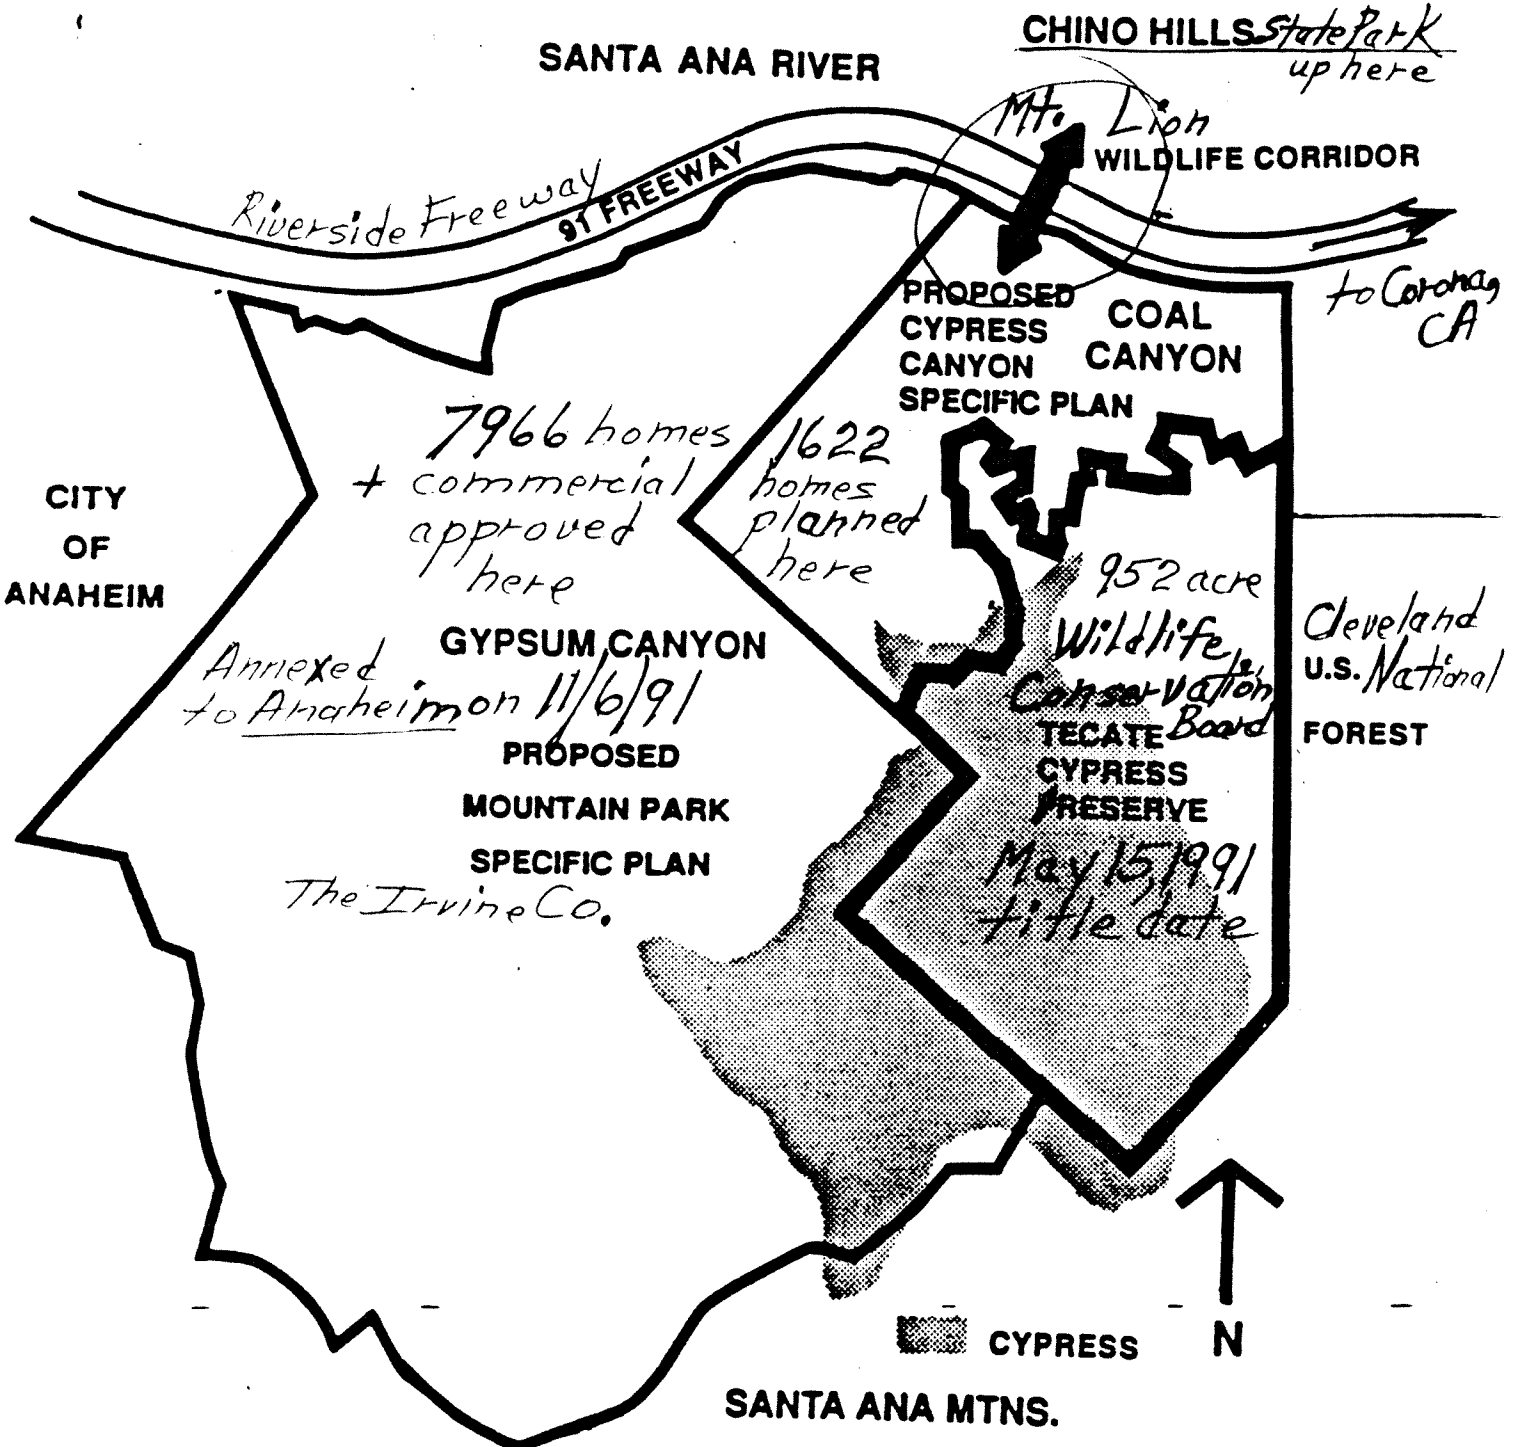 CHINO HILLS State Park
up here
SANTA ANA RIVER
Mt. Lion
WILDLIFE CORRIDOR
Riverside Freeway
91 FREEWAY
to Corona,
CA
PROPOSED
CYPRESS
CANYON
SPECIFIC PLAN
COAL
CANYON
7966 homes
+ commercial
approved
here
1622
homes
planned
here
CITY
OF
ANAHEIM
952 acre
Wildlife
Conservation
Board
TECATE
CYPRESS
PRESERVE
May 15, 1991
title date
Cleveland
U.S. National
FOREST
GYPSUM CANYON
Annexed
to Anaheim on 11/6/91
PROPOSED
MOUNTAIN PARK
SPECIFIC PLAN
The Irvine Co.
CYPRESS
N
SANTA ANA MTNS.